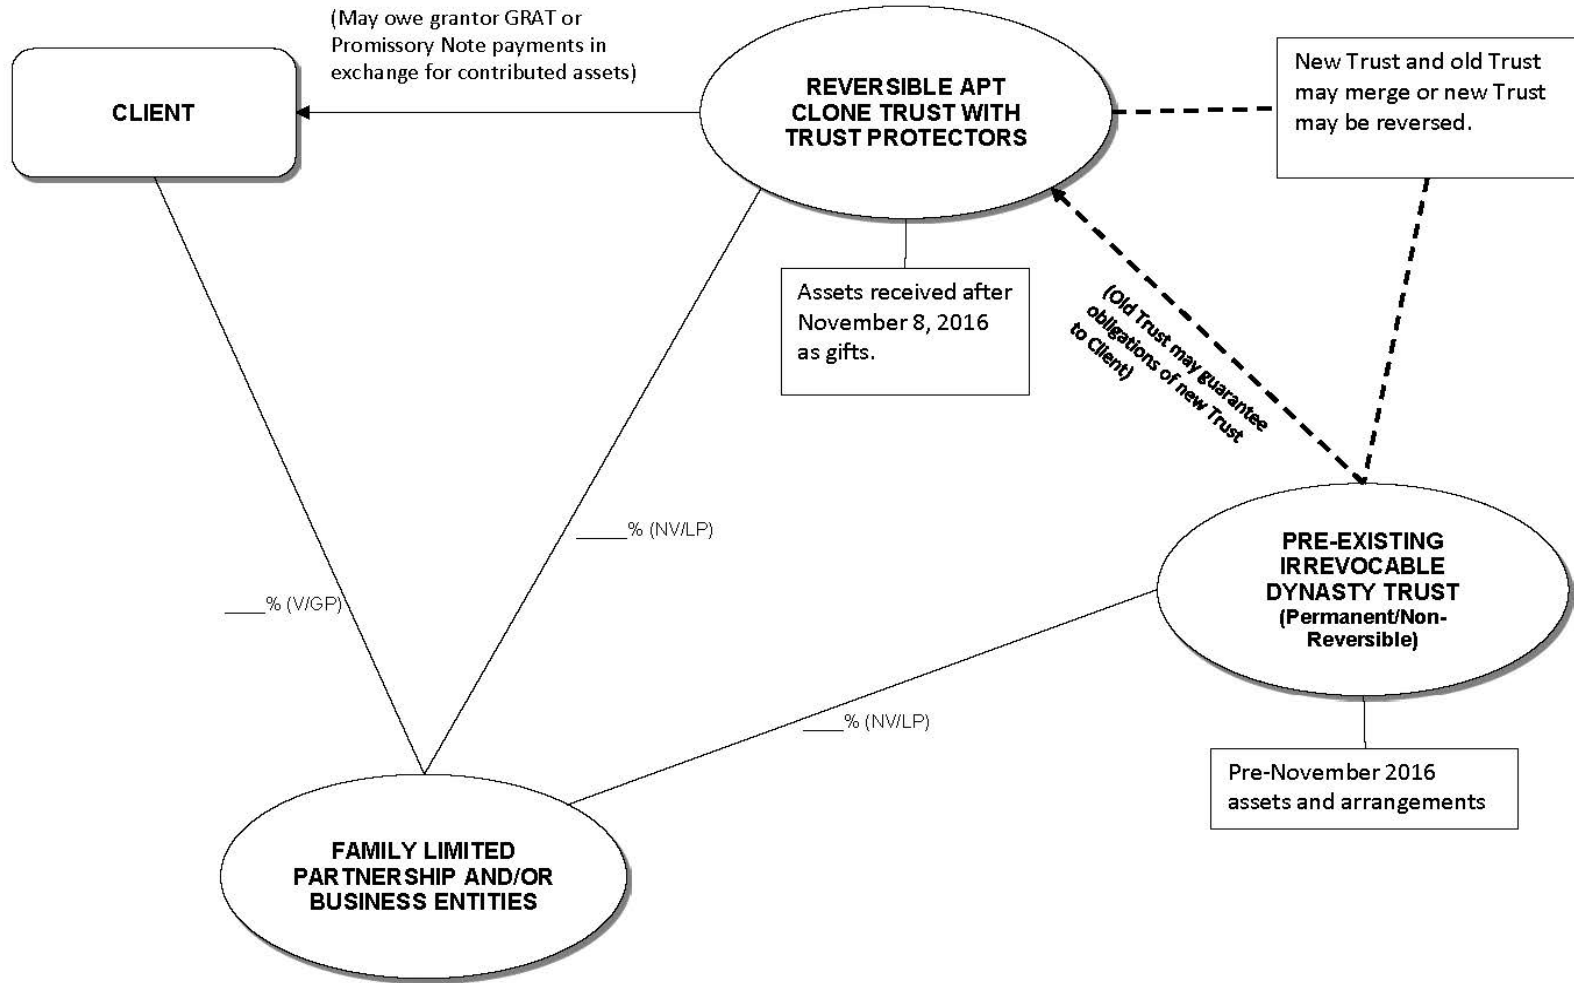 (May owe grantor GRAT or
Promissory Note payments in
exchange for contributed assets)
CLIENT
REVERSIBLE APT
CLONE TRUST WITH
TRUST PROTECTORS
New Trust and old Trust
may merge or new Trust
may be reversed.
Assets received after
November 8, 2016
as gifts.
(Old Trust may guarantee
obligations of new Trust
to Client)
____% (NV/LP)
____% (V/GP)
PRE-EXISTING
IRREVOCABLE
DYNASTY TRUST
(Permanent/Non-
Reversible)
____% (NV/LP)
Pre-November 2016
assets and arrangements
FAMILY LIMITED
PARTNERSHIP AND/OR
BUSINESS ENTITIES